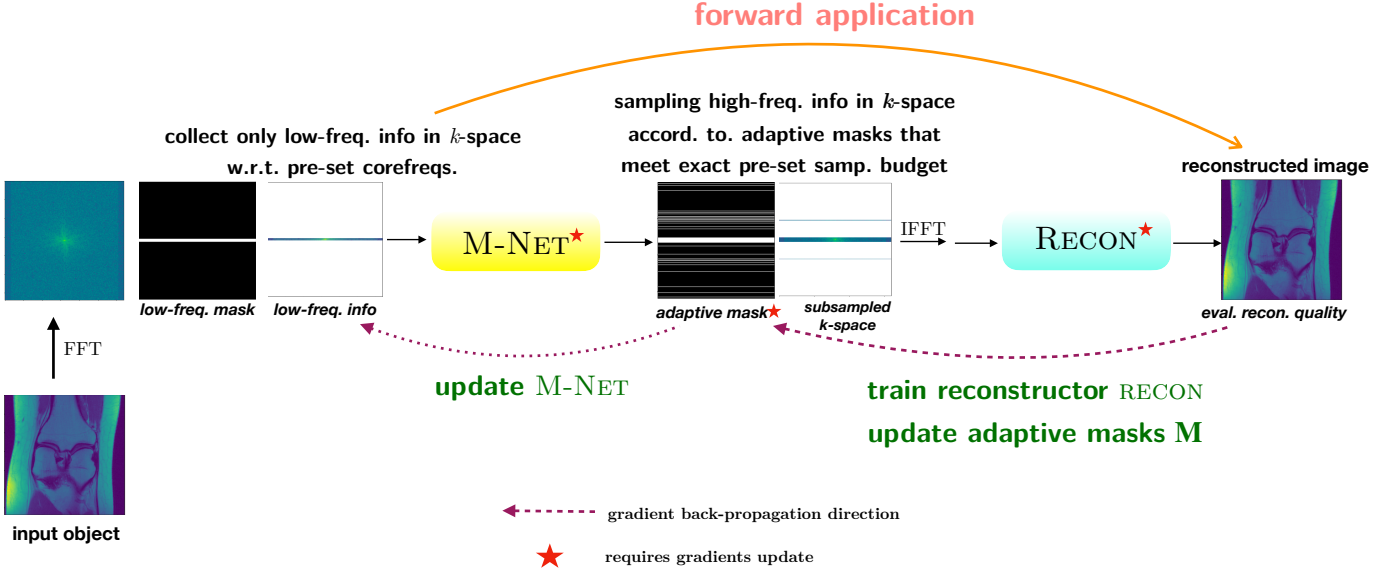 forward application
collect only low-freq. info in k-space
w.r.t. pre-set corefreqs.
sampling high-freq. info in k-space
accord. to. adaptive masks that
meet exact pre-set samp. budget
reconstructed image
M-NET
IFFT
RECON
low-freq. mask
low-freq. info
adaptive mask
subsampled
k-space
eval. recon. quality
FFT
update M-NET
train reconstructor RECON
update adaptive masks M
input object
gradient back-propagation direction
requires gradients update